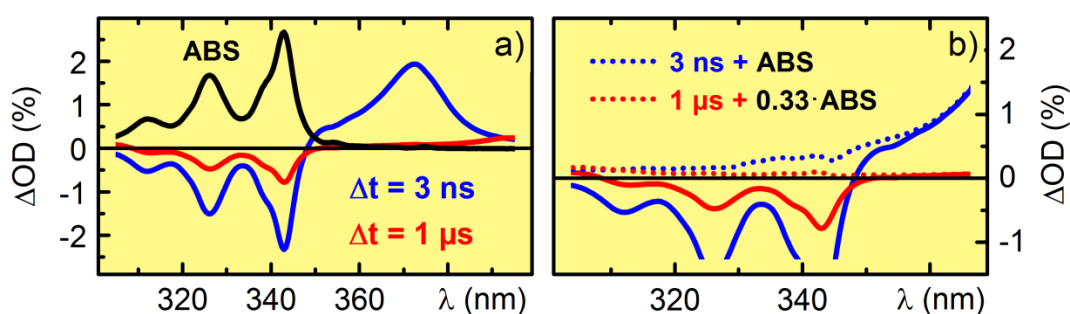 ABS
a)
Δt = 3 ns
Δt = 1 µs
ΔOD (%)
2
1
0
-1
-2
320 340 360 λ (nm)
b)
3 ns + ABS
1 µs + 0.33·ABS
2
1
0
-1
ΔOD (%)
320 340 λ (nm)